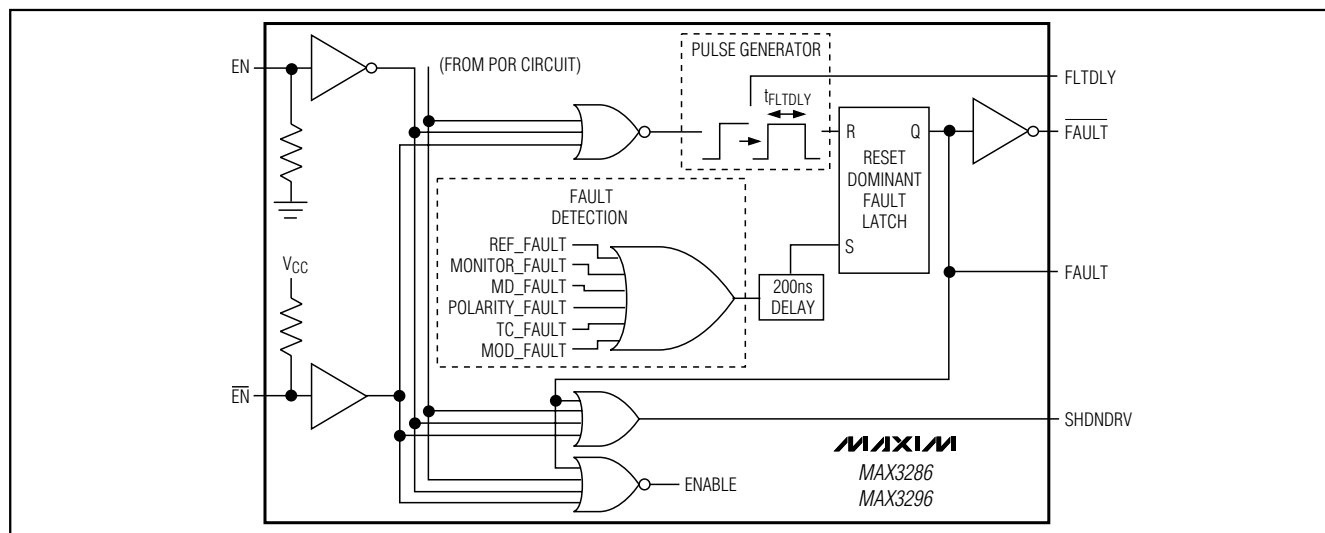 EN
(FROM POR CIRCUIT)
PULSE GENERATOR
tFLTDLY
FLTDLY
R
Q
FAULT
RESET
DOMINANT
FAULT
LATCH
S
FAULT
DETECTION
REF_FAULT
MONITOR_FAULT
MD_FAULT
POLARITY_FAULT
TC_FAULT
MOD_FAULT
200ns
DELAY
FAULT
VCC
EN
SHDNDRV
ENABLE
MAXIM
MAX3286
MAX3296